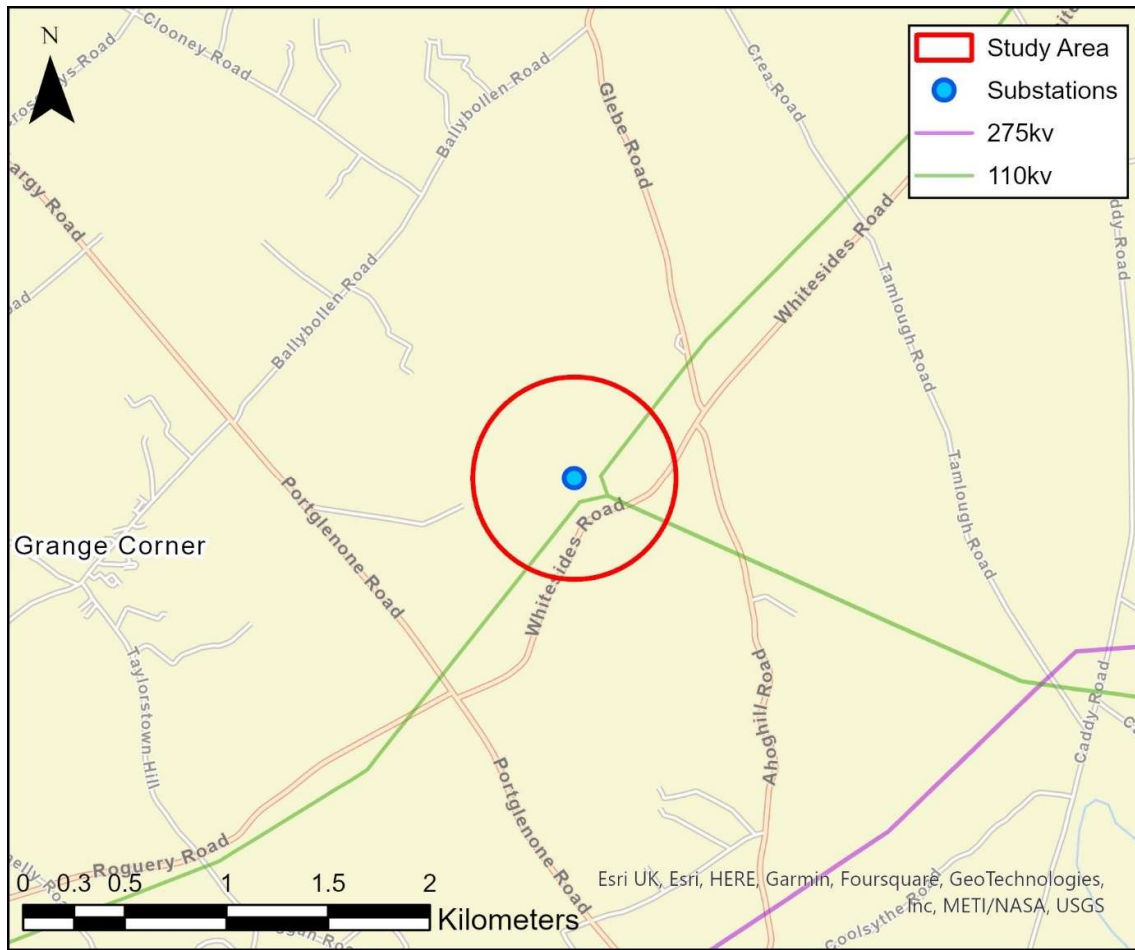 N
Clooney Road
Ballybollen Road
Glebe Road
Crea Road
Study Area
Substations
275kv
110kv
Whitesides Road
Tamlough Road
Ballybollen Road
Portglenone Road
Tamlough Road
Grange Corner
Whitesides Road
Taylorstown Hill
Ahoghill Road
Caddy Road
Portglenone Road
Roguery Road
Coolsythe Road
0 0.3 0.5 1 1.5 2
Kilometers
Esri UK, Esri, HERE, Garmin, Foursquare, GeoTechnologies,
Inc, METI/NASA, USGS